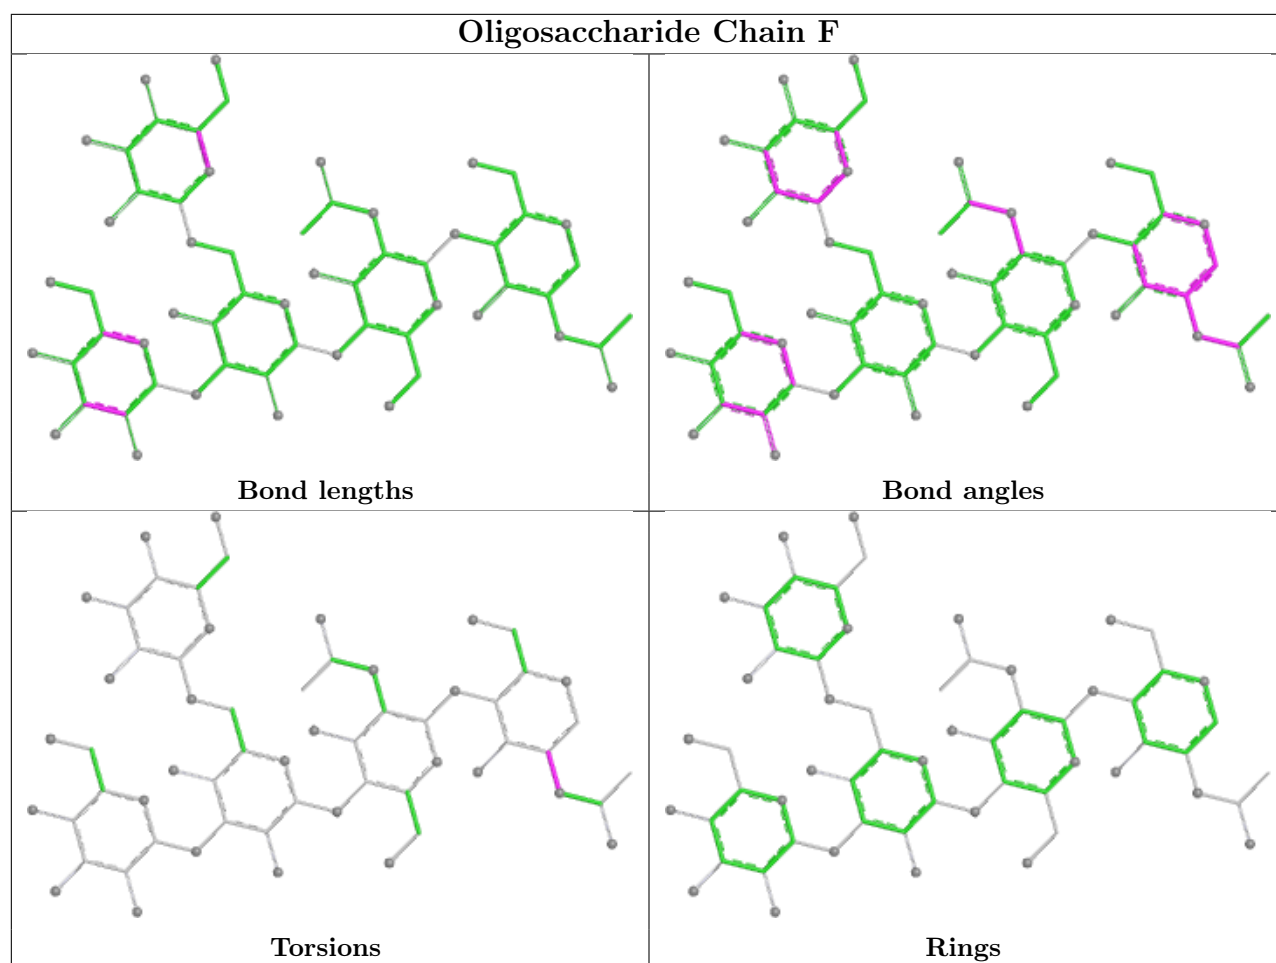 Oligosaccharide Chain F
Bond lengths
Bond angles
Torsions
Rings